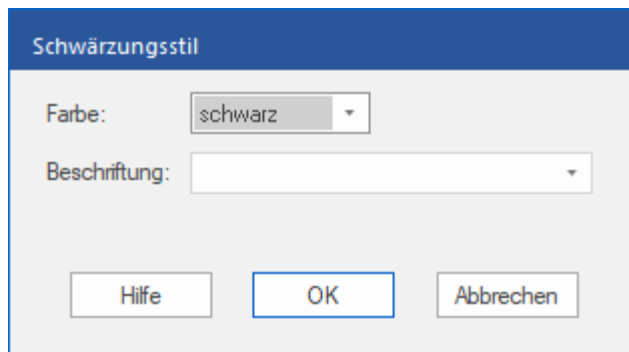 Schwärzungsstil
Farbe: schwarz
Beschriftung:
Hilfe OK Abbrechen